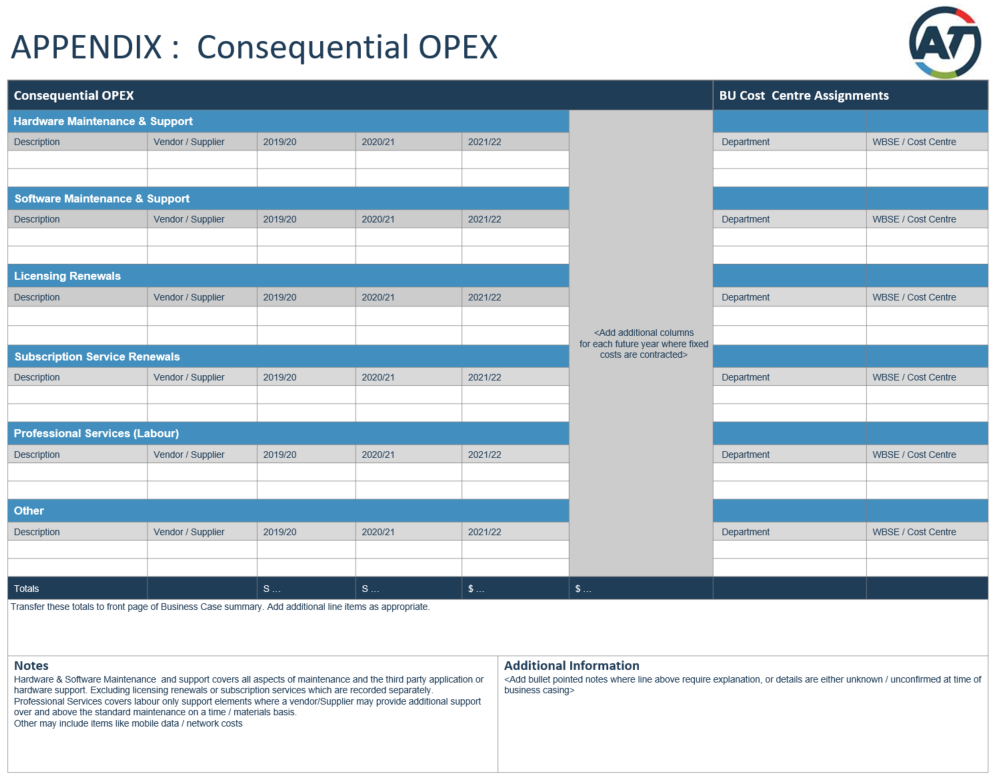 APPENDIX : Consequential OPEX
AT
Consequential OPEX BU Cost Centre Assignments
Hardware Maintenance & Support
Description Vendor / Supplier 2019/20 2020/21 2021/22 Department WBSE / Cost Centre
Software Maintenance & Support
Description Vendor / Supplier 2019/20 2020/21 2021/22 Department WBSE / Cost Centre
Licensing Renewals
Description Vendor / Supplier 2019/20 2020/21 2021/22 Department WBSE / Cost Centre
<Add additional columns
for each future year where fixed
costs are contracted>
Subscription Service Renewals
Description Vendor / Supplier 2019/20 2020/21 2021/22 Department WBSE / Cost Centre
Professional Services (Labour)
Description Vendor / Supplier 2019/20 2020/21 2021/22 Department WBSE / Cost Centre
Other
Description Vendor / Supplier 2019/20 2020/21 2021/22 Department WBSE / Cost Centre
Totals S ... S ... $ ... $ ...
Transfer these totals to front page of Business Case summary. Add additional line items as appropriate.
Notes
Hardware & Software Maintenance and support covers all aspects of maintenance and the third party application or
hardware support. Excluding licensing renewals or subscription services which are recorded separately.
Professional Services covers labour only support elements where a vendor/Supplier may provide additional support
over and above the standard maintenance on a time / materials basis.
Other may include items like mobile data / network costs
Additional Information
<Add bullet pointed notes where line above require explanation, or details are either unknown / unconfirmed at time of
business casing>